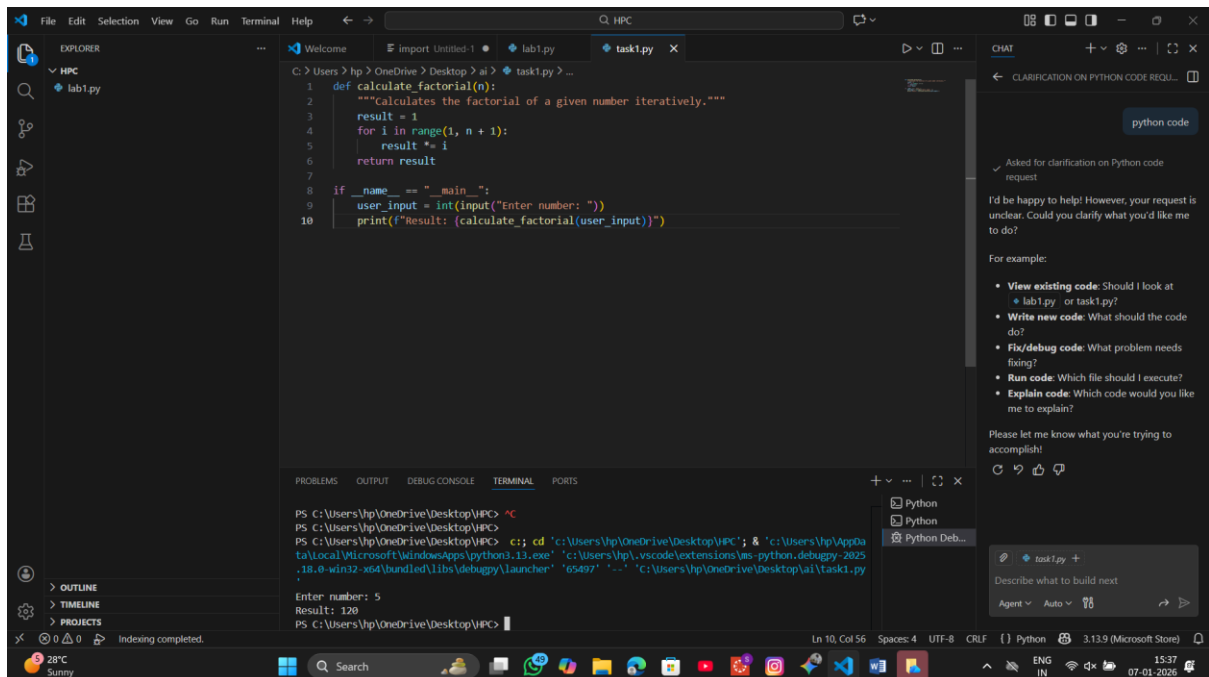 File Edit Selection View Go Run Terminal Help
HPC
EXPLORER
HPC
lab1.py
1
Welcome
import Untitled-1
lab1.py
task1.py
C: > Users > hp > OneDrive > Desktop > ai > task1.py > ...
1 def calculate_factorial(n):
2 """Calculates the factorial of a given number iteratively."""
3 result = 1
4 for i in range(1, n + 1):
5 result *= i
6 return result
7
8 if __name__ == "__main__":
9 user_input = int(input("Enter number: "))
10 print(f"Result: {calculate_factorial(user_input)}")
PROBLEMS OUTPUT DEBUG CONSOLE TERMINAL PORTS
PS C:\Users\hp\OneDrive\Desktop\HPC> ^C
PS C:\Users\hp\OneDrive\Desktop\HPC>
PS C:\Users\hp\OneDrive\Desktop\HPC> c:; cd 'c:\Users\hp\OneDrive\Desktop\HPC'; & 'c:\Users\hp\AppDa
ta\Local\Microsoft\WindowsApps\python3.13.exe' 'c:\Users\hp\.vscode\extensions\ms-python.debugpy-2025
.18.0-win32-x64\bundled\libs\debugpy\launcher' '65497' '--' 'C:\Users\hp\OneDrive\Desktop\ai\task1.py
'
Enter number: 5
Result: 120
PS C:\Users\hp\OneDrive\Desktop\HPC>
Python
Python
Python Deb...
CHAT
CLARIFICATION ON PYTHON CODE REQU...
python code
Asked for clarification on Python code
request
I'd be happy to help! However, your request is
unclear. Could you clarify what you'd like me
to do?
For example:
• View existing code: Should I look at
lab1.py or task1.py?
• Write new code: What should the code
do?
• Fix/debug code: What problem needs
fixing?
• Run code: Which file should I execute?
• Explain code: Which code would you like
me to explain?
Please let me know what you're trying to
accomplish!
task1.py +
Describe what to build next
Agent Auto
OUTLINE
TIMELINE
PROJECTS
0 0 Indexing completed.
Ln 10, Col 56 Spaces: 4 UTF-8 CRLF {} Python 3.13.9 (Microsoft Store)
5
28°C
Sunny
Search
49
5
ENG
IN
15:37
07-01-2026